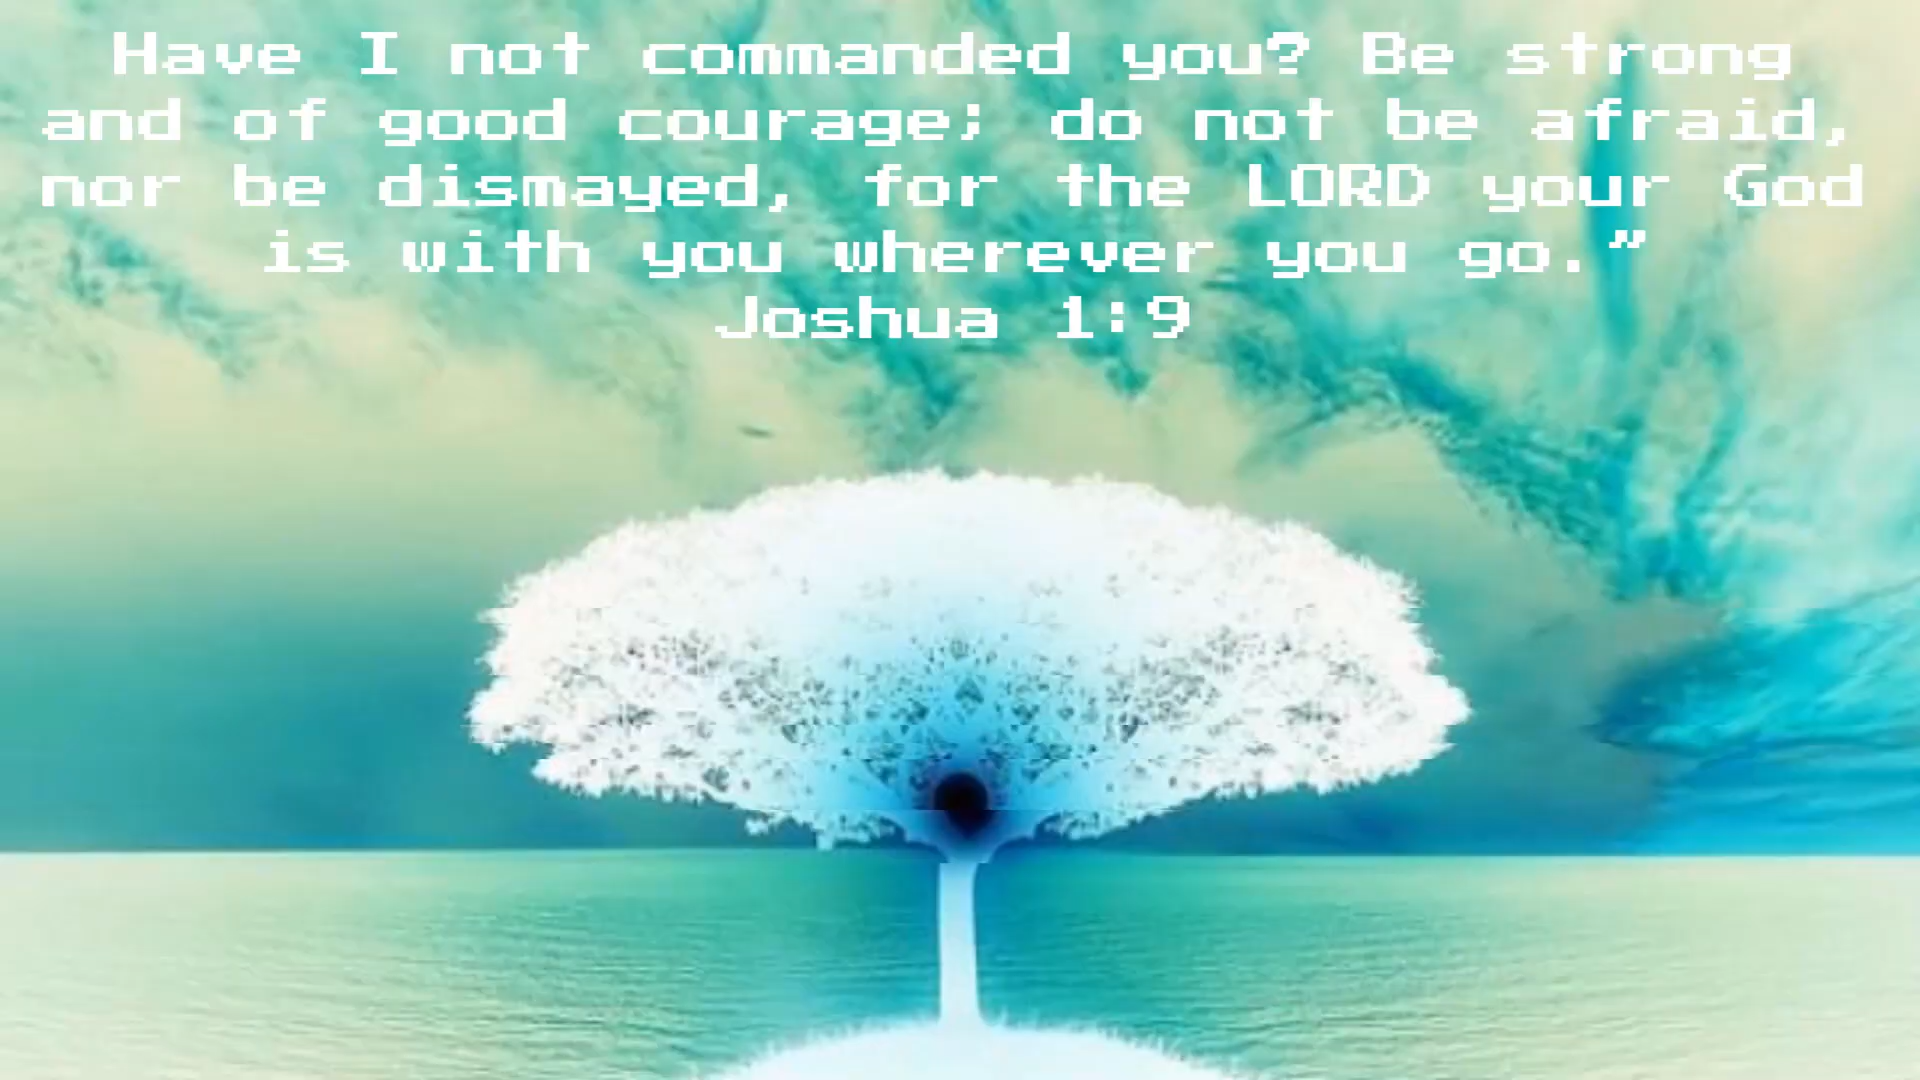 Have I not commanded you? Be strong
and of good courage; do not be afraid,
nor be dismayed, for the LORD your God
is with you wherever you go.”
Joshua 1:9